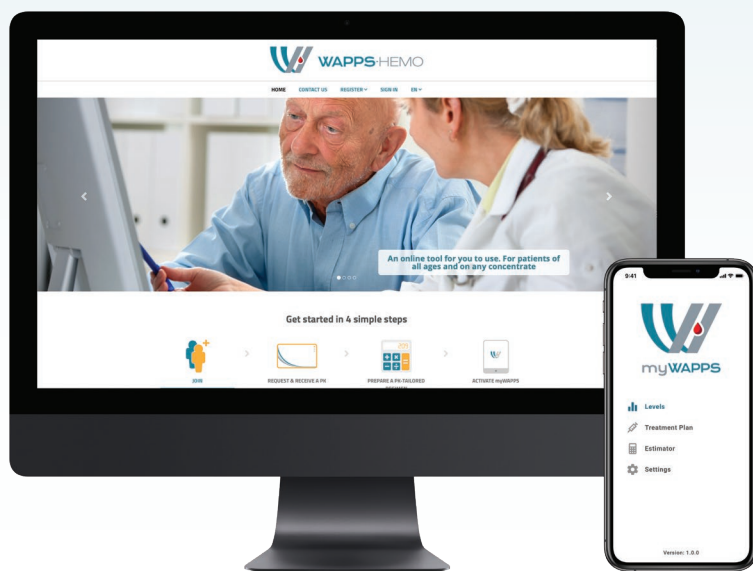 WAPPS-HEMO
HOME CONTACT US REGISTER SIGN IN EN
An online tool for you to use. For patients of
all ages and on any concentrate
Get started in 4 simple steps
JOIN
REQUEST & RECEIVE A PK
PREPARE A PK-TAILORED
REGIMEN
ACTIVATE myWAPPS
9:41
myWAPPS
Levels
Treatment Plan
Estimator
Settings
Version: 1.0.0